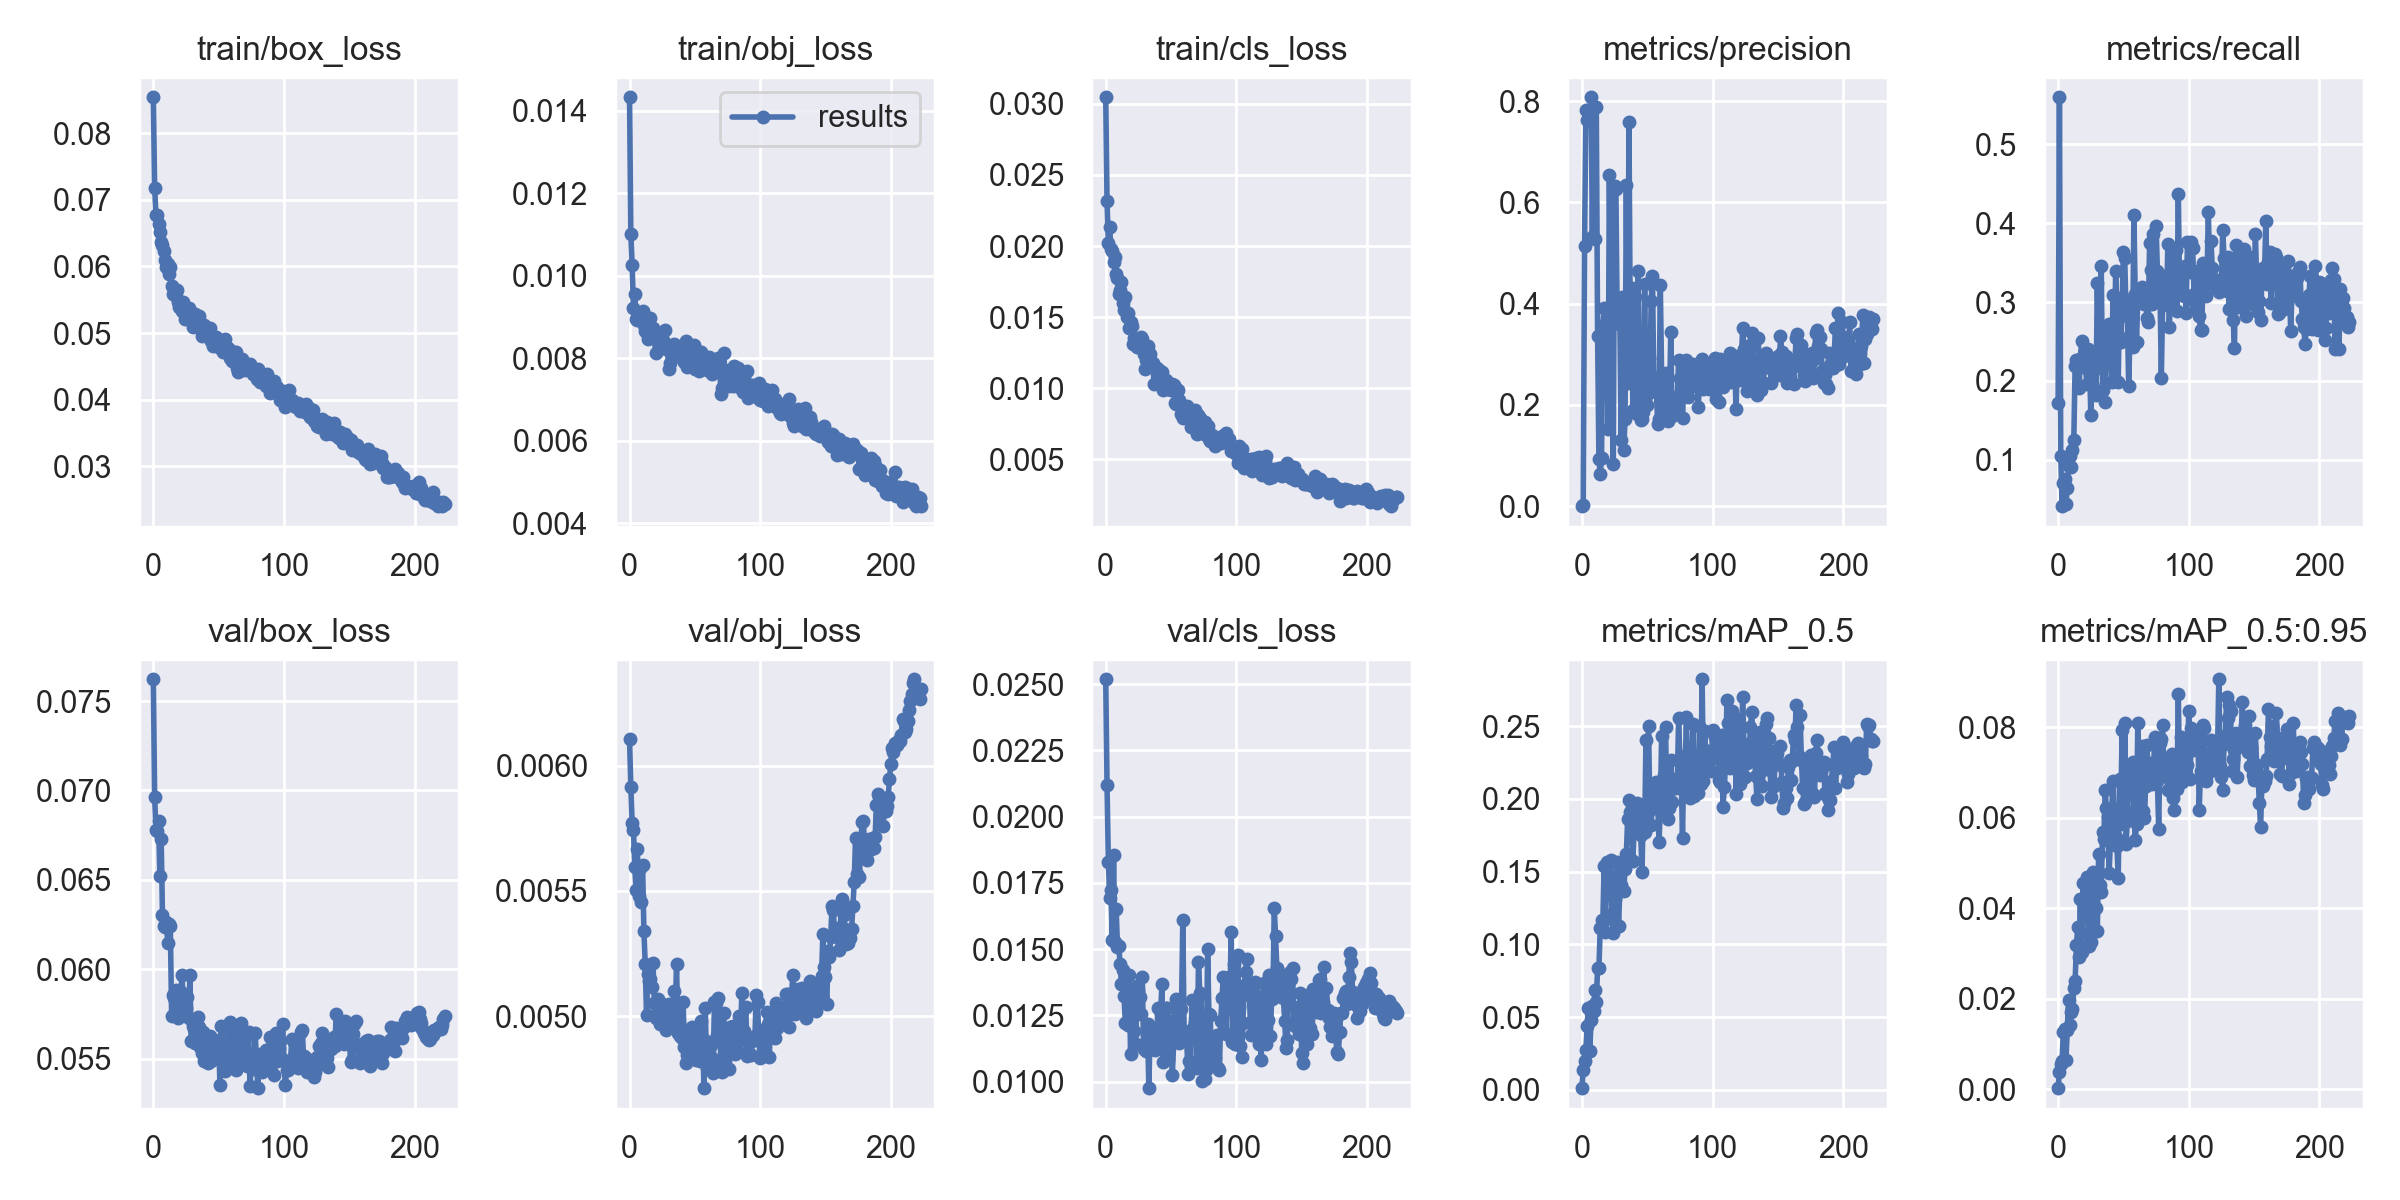 train/box_loss
0.08
0.07
0.06
0.05
0.04
0.03
0 100 200
train/obj_loss
results
0.014
0.012
0.010
0.008
0.006
0.004
0 100 200
train/cls_loss
0.030
0.025
0.020
0.015
0.010
0.005
0 100 200
metrics/precision
0.8
0.6
0.4
0.2
0.0
0 100 200
metrics/recall
0.5
0.4
0.3
0.2
0.1
0 100 200
val/box_loss
0.075
0.070
0.065
0.060
0.055
0 100 200
val/obj_loss
0.0060
0.0055
0.0050
0 100 200
val/cls_loss
0.0250
0.0225
0.0200
0.0175
0.0150
0.0125
0.0100
0 100 200
metrics/mAP_0.5
0.25
0.20
0.15
0.10
0.05
0.00
0 100 200
metrics/mAP_0.5:0.95
0.08
0.06
0.04
0.02
0.00
0 100 200